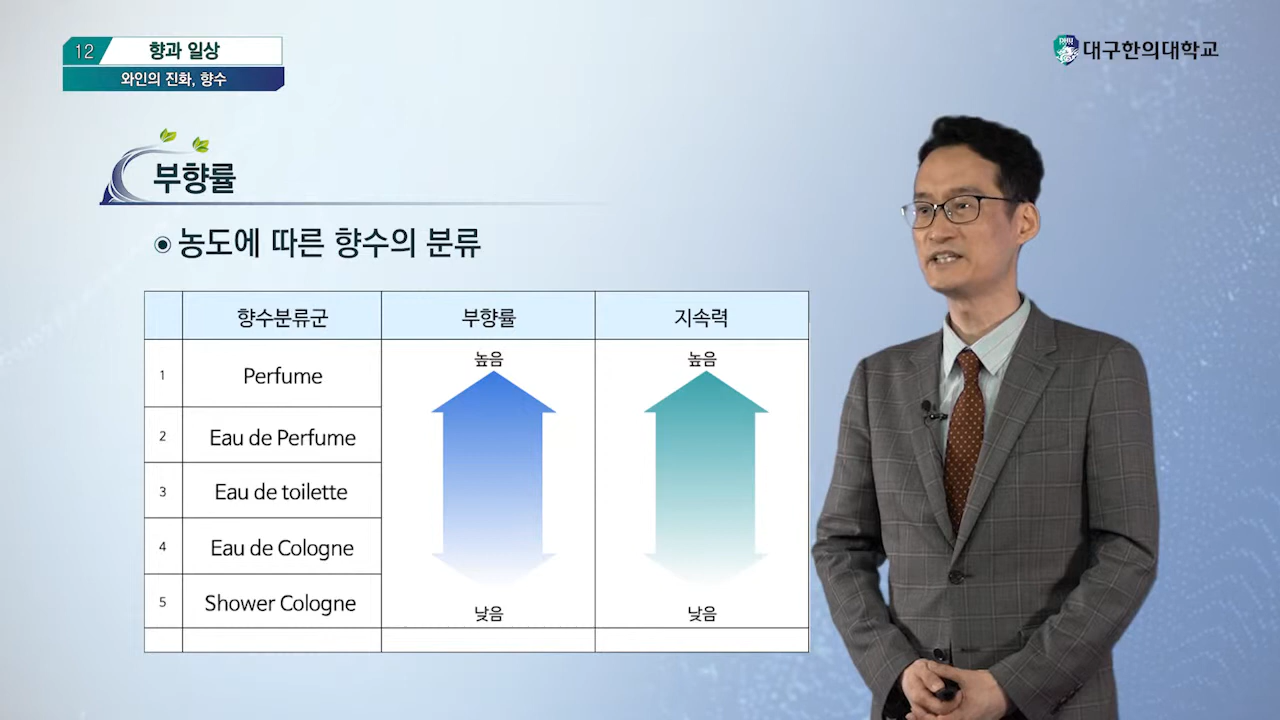 12 향과 일상
와인의 진화, 향수
대구한의대학교
부향률
농도에 따른 향수의 분류
향수분류군 부향률 지속력
높음 높음
1 Perfume
2 Eau de Perfume
3 Eau de toilette
4 Eau de Cologne
5 Shower Cologne
낮음 낮음